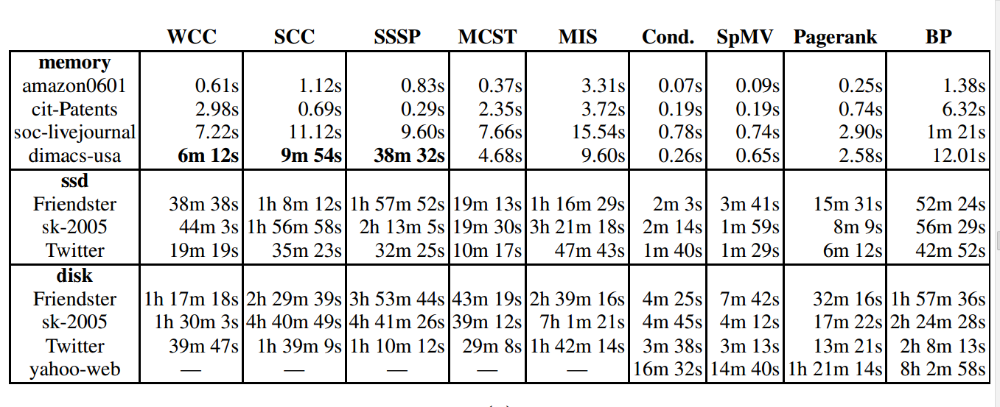 WCC SCC SSSP MCST MIS Cond. SpMV Pagerank BP
memory
amazon0601 0.61s 1.12s 0.83s 0.37s 3.31s 0.07s 0.09s 0.25s 1.38s
cit-Patents 2.98s 0.69s 0.29s 2.35s 3.72s 0.19s 0.19s 0.74s 6.32s
soc-livejournal 7.22s 11.12s 9.60s 7.66s 15.54s 0.78s 0.74s 2.90s 1m 21s
dimacs-usa 6m 12s 9m 54s 38m 32s 4.68s 9.60s 0.26s 0.65s 2.58s 12.01s
ssd
Friendster 38m 38s 1h 8m 12s 1h 57m 52s 19m 13s 1h 16m 29s 2m 3s 3m 41s 15m 31s 52m 24s
sk-2005 44m 3s 1h 56m 58s 2h 13m 5s 19m 30s 3h 21m 18s 2m 14s 1m 59s 8m 9s 56m 29s
Twitter 19m 19s 35m 23s 32m 25s 10m 17s 47m 43s 1m 40s 1m 29s 6m 12s 42m 52s
disk
Friendster 1h 17m 18s 2h 29m 39s 3h 53m 44s 43m 19s 2h 39m 16s 4m 25s 7m 42s 32m 16s 1h 57m 36s
sk-2005 1h 30m 3s 4h 40m 49s 4h 41m 26s 39m 12s 7h 1m 21s 4m 45s 4m 12s 17m 22s 2h 24m 28s
Twitter 39m 47s 1h 39m 9s 1h 10m 12s 29m 8s 1h 42m 14s 3m 38s 3m 13s 13m 21s 2h 8m 13s
yahoo-web — — — — — 16m 32s 14m 40s 1h 21m 14s 8h 2m 58s